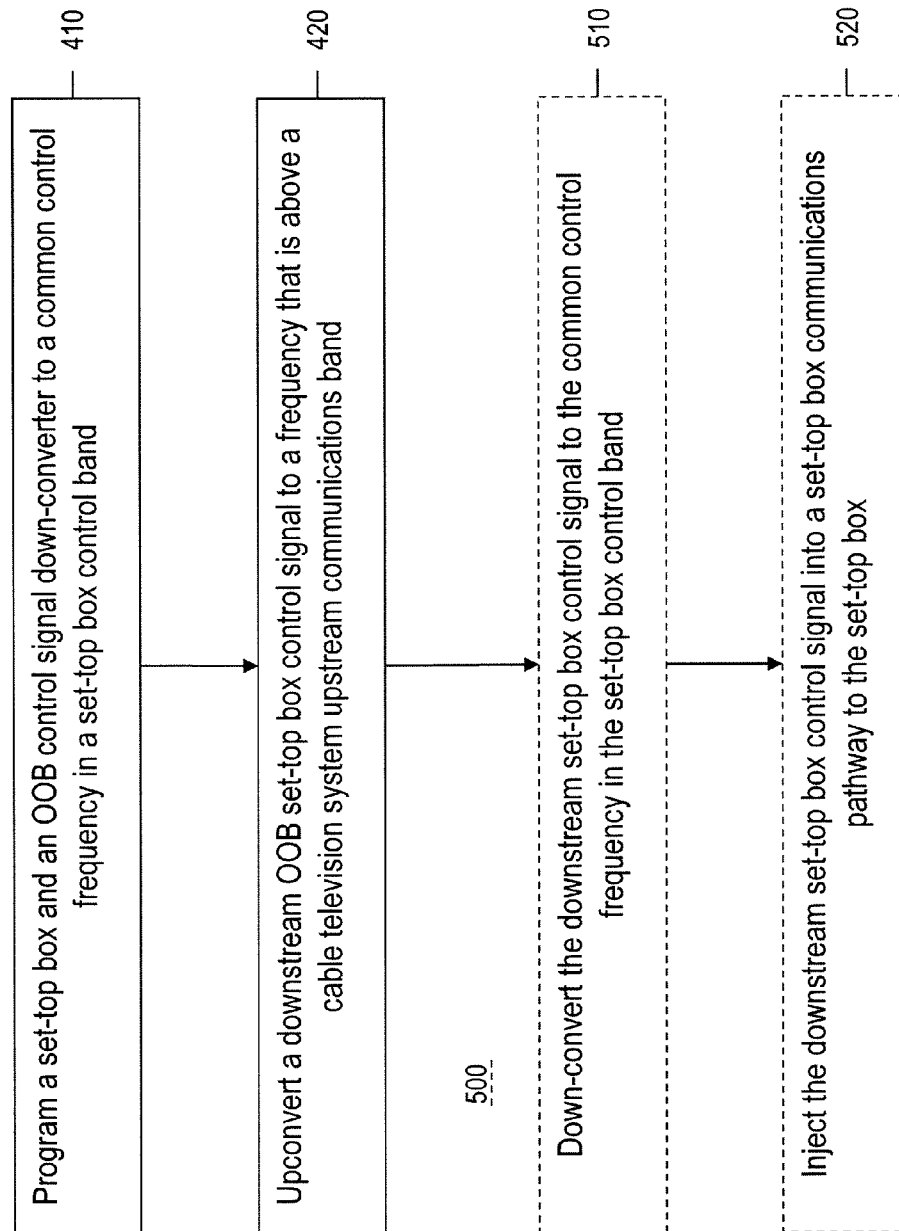 Program a set-top box and an OOB control signal down-converter to a common control
frequency in a set-top box control band
410
Upconvert a downstream OOB set-top box control signal to a frequency that is above a
cable television system upstream communications band
420
500
Down-convert the downstream set-top box control signal to the common control
frequency in the set-top box control band
510
Inject the downstream set-top box control signal into a set-top box communications
pathway to the set-top box
520